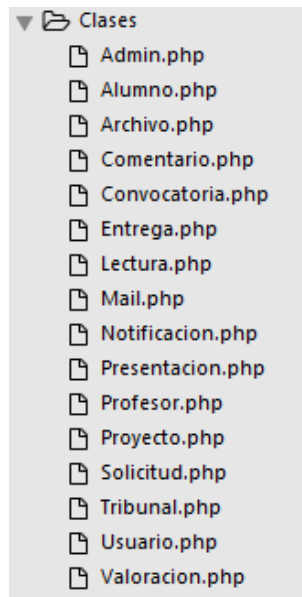 Clases
Admin.php
Alumno.php
Archivo.php
Comentario.php
Convocatoria.php
Entrega.php
Lectura.php
Mail.php
Notificacion.php
Presentacion.php
Profesor.php
Proyecto.php
Solicitud.php
Tribunal.php
Usuario.php
Valoracion.php